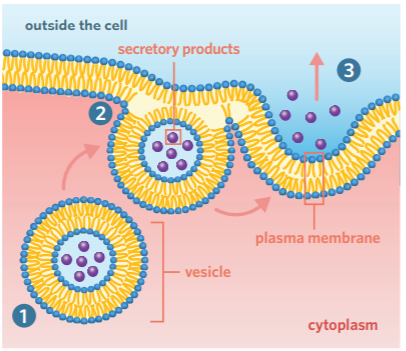 outside the cell
secretory products
3
2
plasma membrane
vesicle
1
cytoplasm